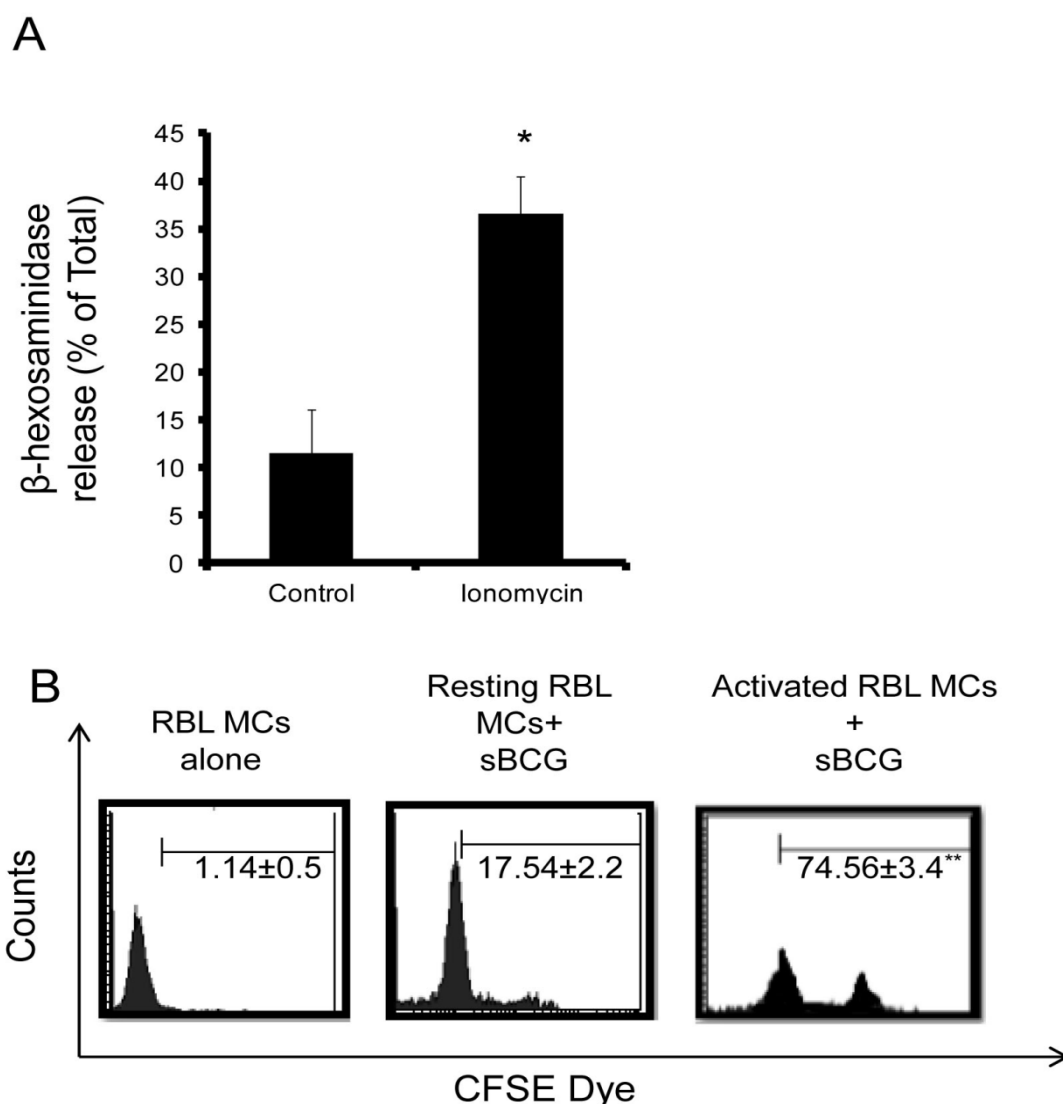 A
β-hexosaminidase
release (% of Total)
45
40
35
30
25
20
15
10
5
0
*
Control
Ionomycin
B
RBL MCs
alone
Resting RBL
MCs+
sBCG
Activated RBL MCs
+
sBCG
Counts
1.14±0.5
17.54±2.2
74.56±3.4**
CFSE Dye